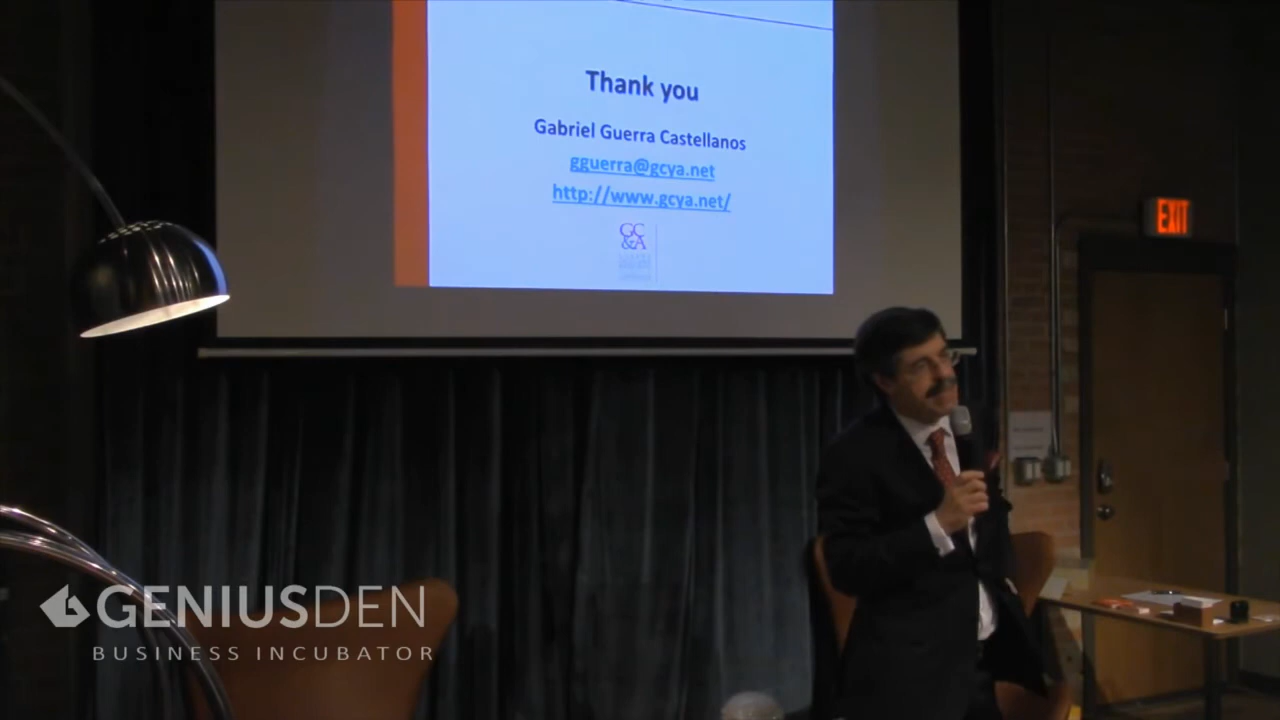 Thank you
Gabriel Guerra Castellanos
gguerra@gcya.net
http://www.gcya.net/
GC
&A
EXIT
GENIUSDEN
BUSINESS INCUBATOR